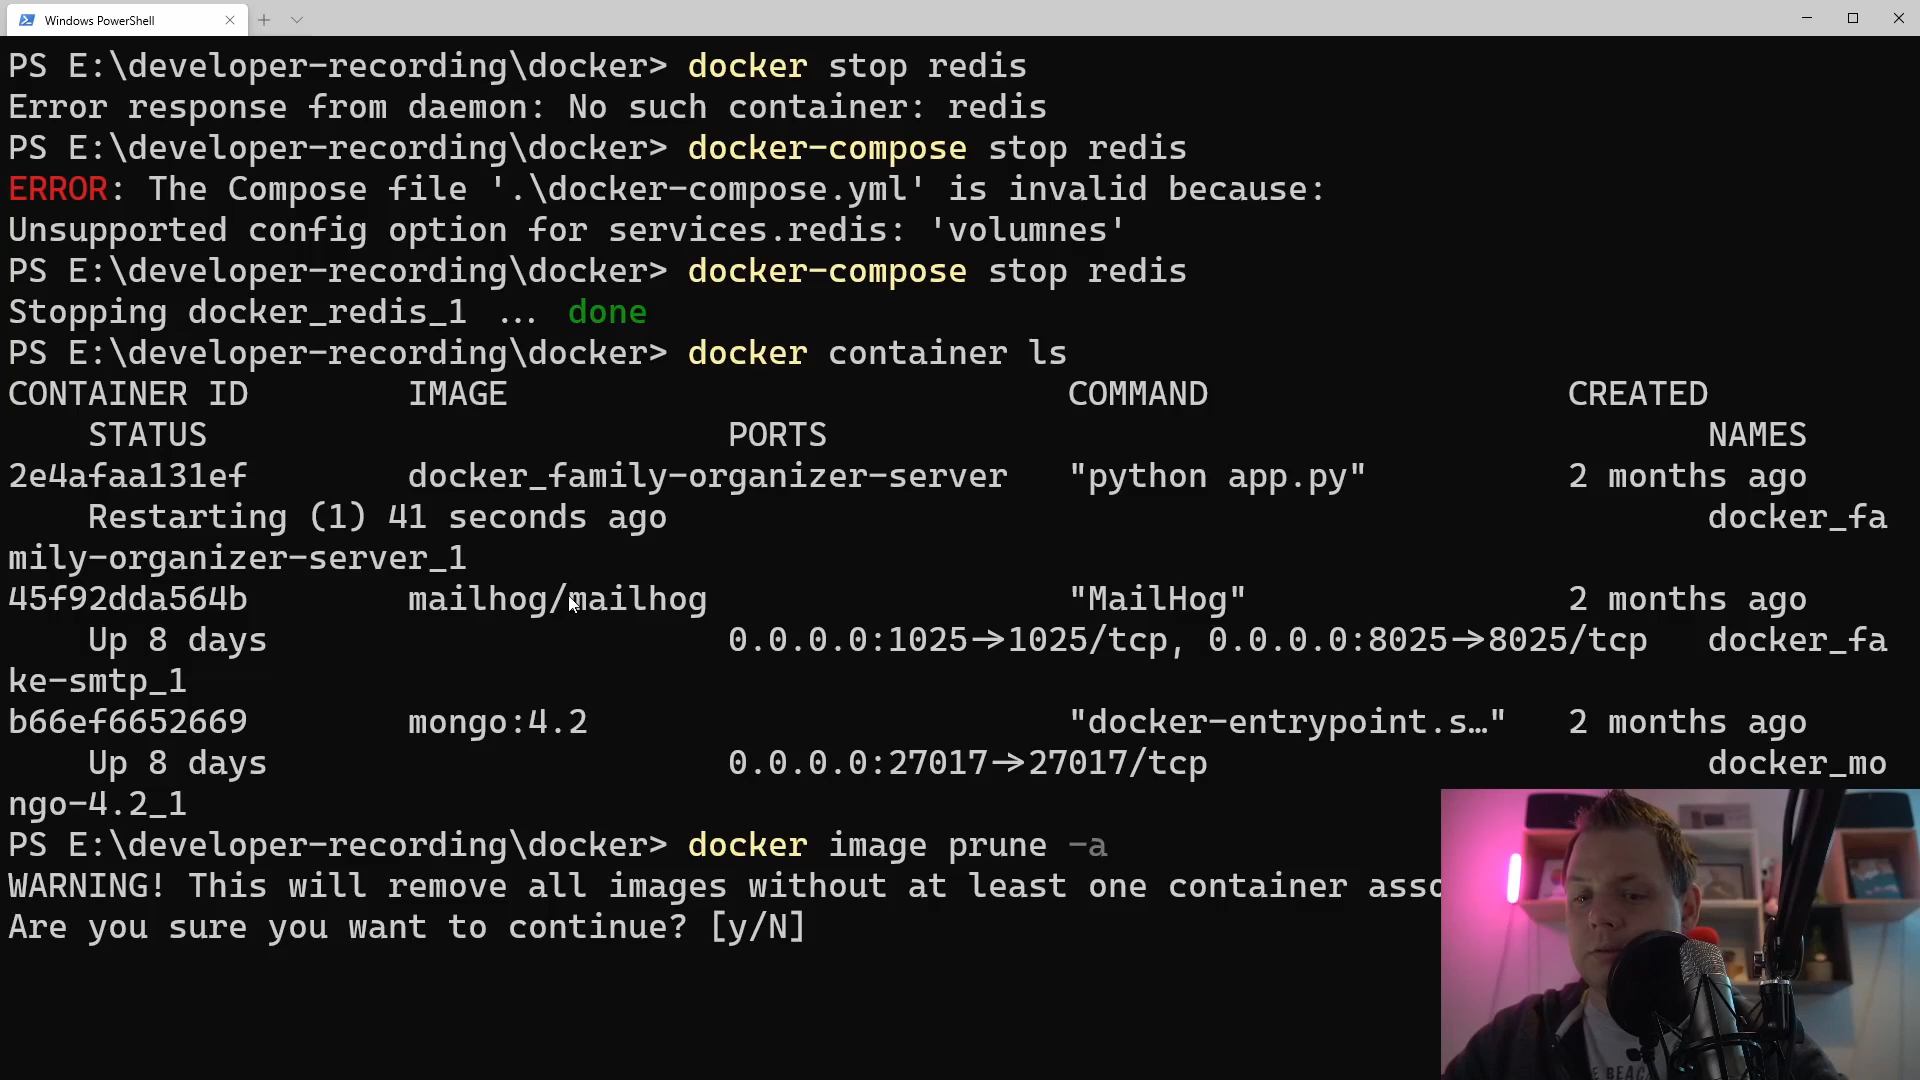 Windows PowerShell
PS E:\developer-recording\docker> docker stop redis
Error response from daemon: No such container: redis
PS E:\developer-recording\docker> docker-compose stop redis
ERROR: The Compose file '.\docker-compose.yml' is invalid because:
Unsupported config option for services.redis: 'volumnes'
PS E:\developer-recording\docker> docker-compose stop redis
Stopping docker_redis_1 ... done
PS E:\developer-recording\docker> docker container ls
CONTAINER ID IMAGE COMMAND CREATED
STATUS PORTS NAMES
2e4afaa131ef docker_family-organizer-server "python app.py" 2 months ago
Restarting (1) 41 seconds ago docker_fa
mily-organizer-server_1
45f92dda564b mailhog/mailhog "MailHog" 2 months ago
Up 8 days 0.0.0.0:1025->1025/tcp, 0.0.0.0:8025->8025/tcp docker_fa
ke-smtp_1
b66ef6652669 mongo:4.2 "docker-entrypoint.s…" 2 months ago
Up 8 days 0.0.0.0:27017->27017/tcp docker_mo
ngo-4.2_1
PS E:\developer-recording\docker> docker image prune -a
WARNING! This will remove all images without at least one container asso
Are you sure you want to continue? [y/N]